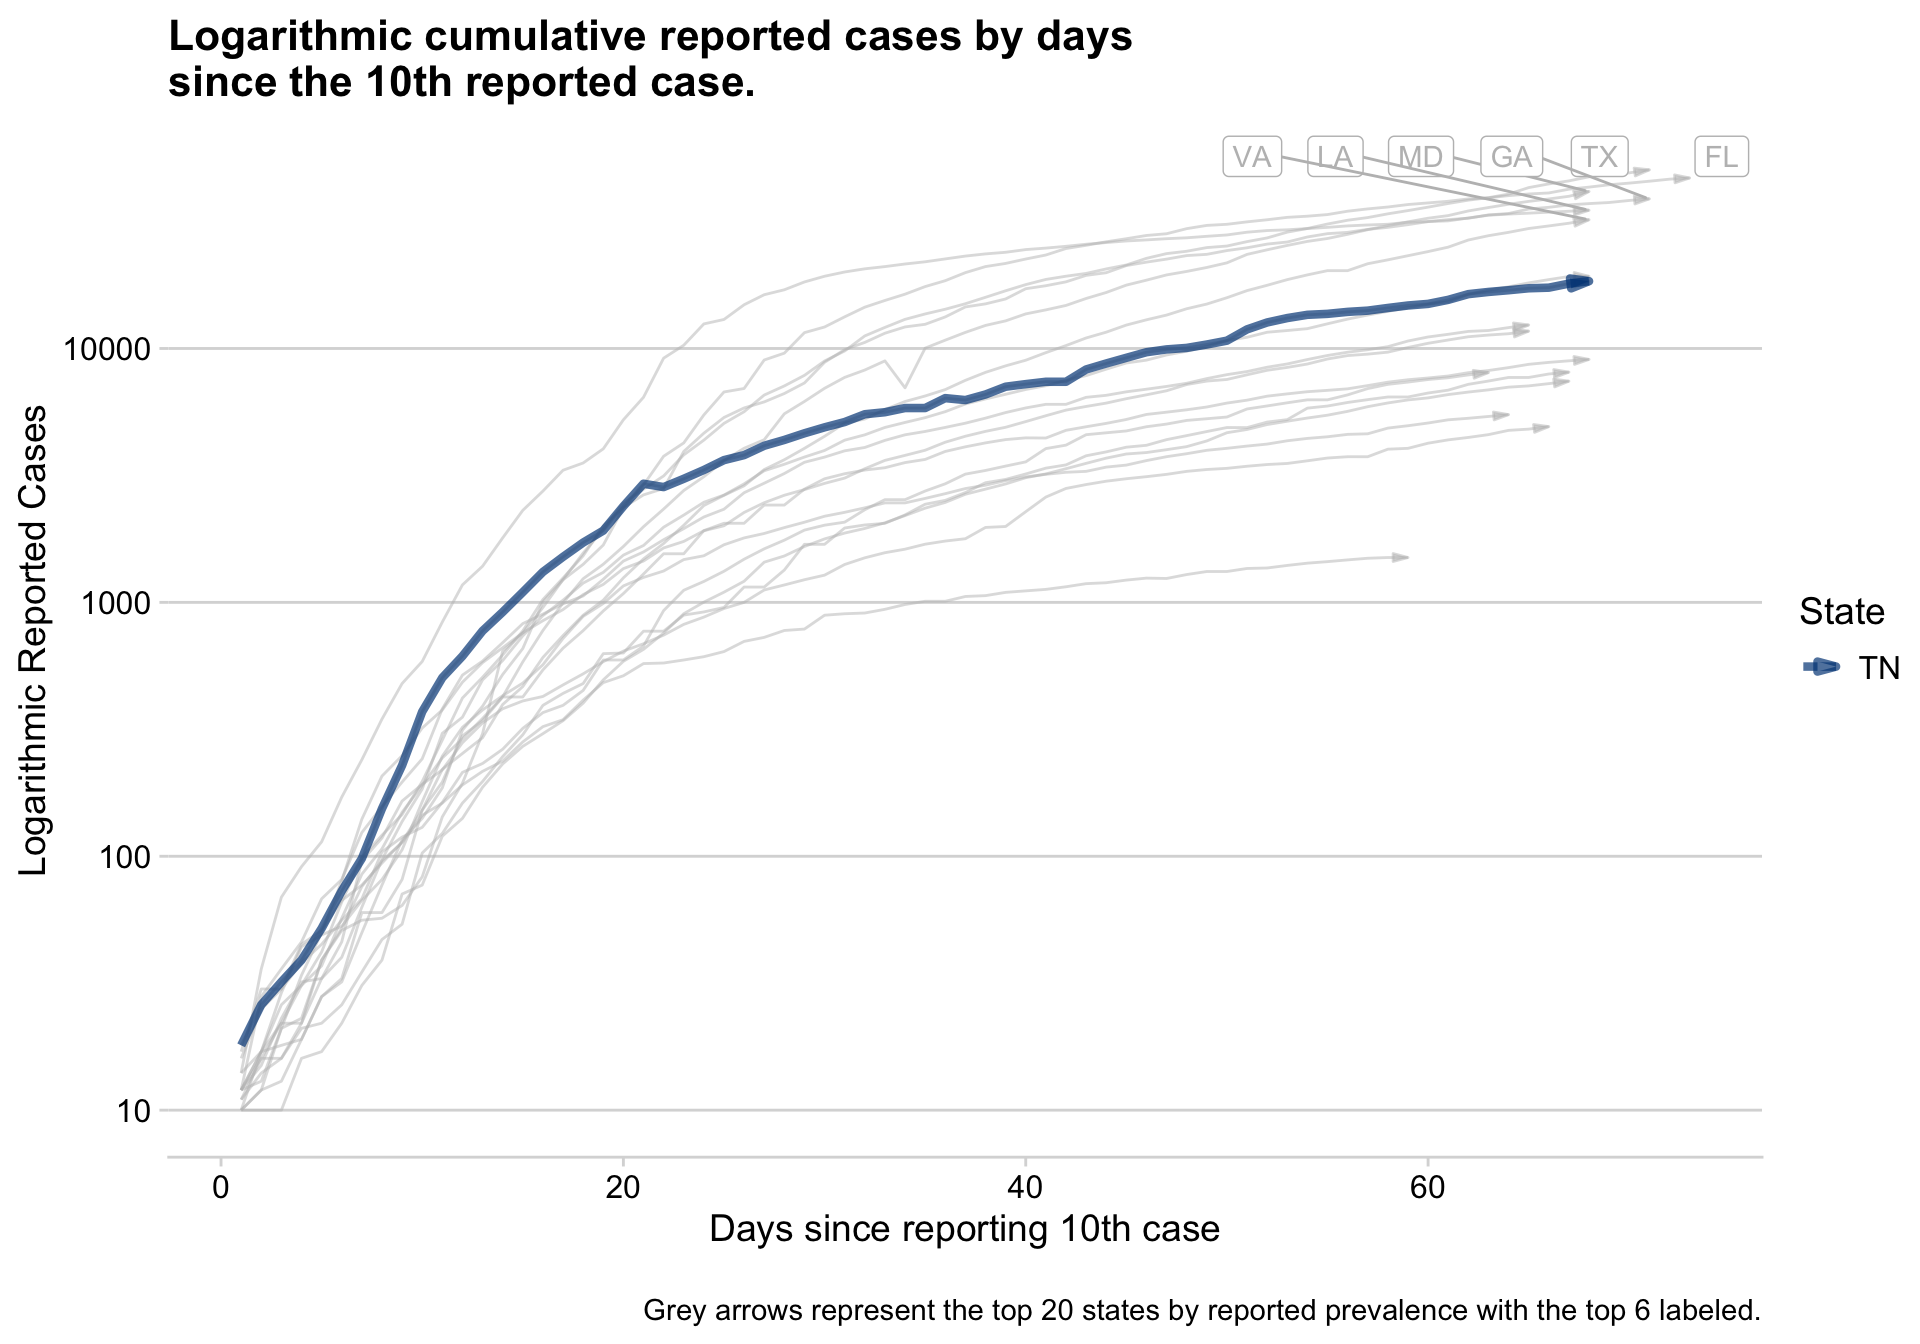 Logarithmic cumulative reported cases by days
since the 10th reported case.
VA LA MD GA TX FL
10000
1000
100
10
Logarithmic Reported Cases
State
TN
0 20 40 60
Days since reporting 10th case
Grey arrows represent the top 20 states by reported prevalence with the top 6 labeled.